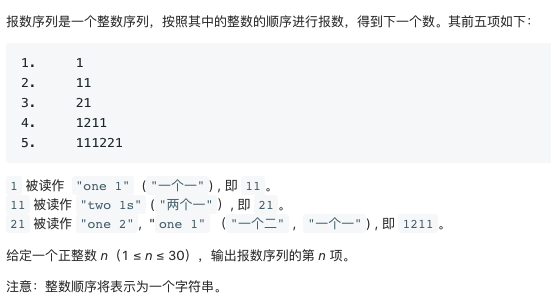 报数序列是一个整数序列，按照其中的整数的顺序进行报数，得到下一个数。其前五项如下：
1.     1
2.     11
3.     21
4.     1211
5.     111221
1 被读作 "one 1" ("一个一") , 即 11 。
11 被读作 "two 1s" ("两个一") , 即 21 。
21 被读作 "one 2", "one 1" （"一个二" ,  "一个一") , 即 1211 。
给定一个正整数 n（1 ≤ n ≤ 30），输出报数序列的第 n 项。
注意：整数顺序将表示为一个字符串。